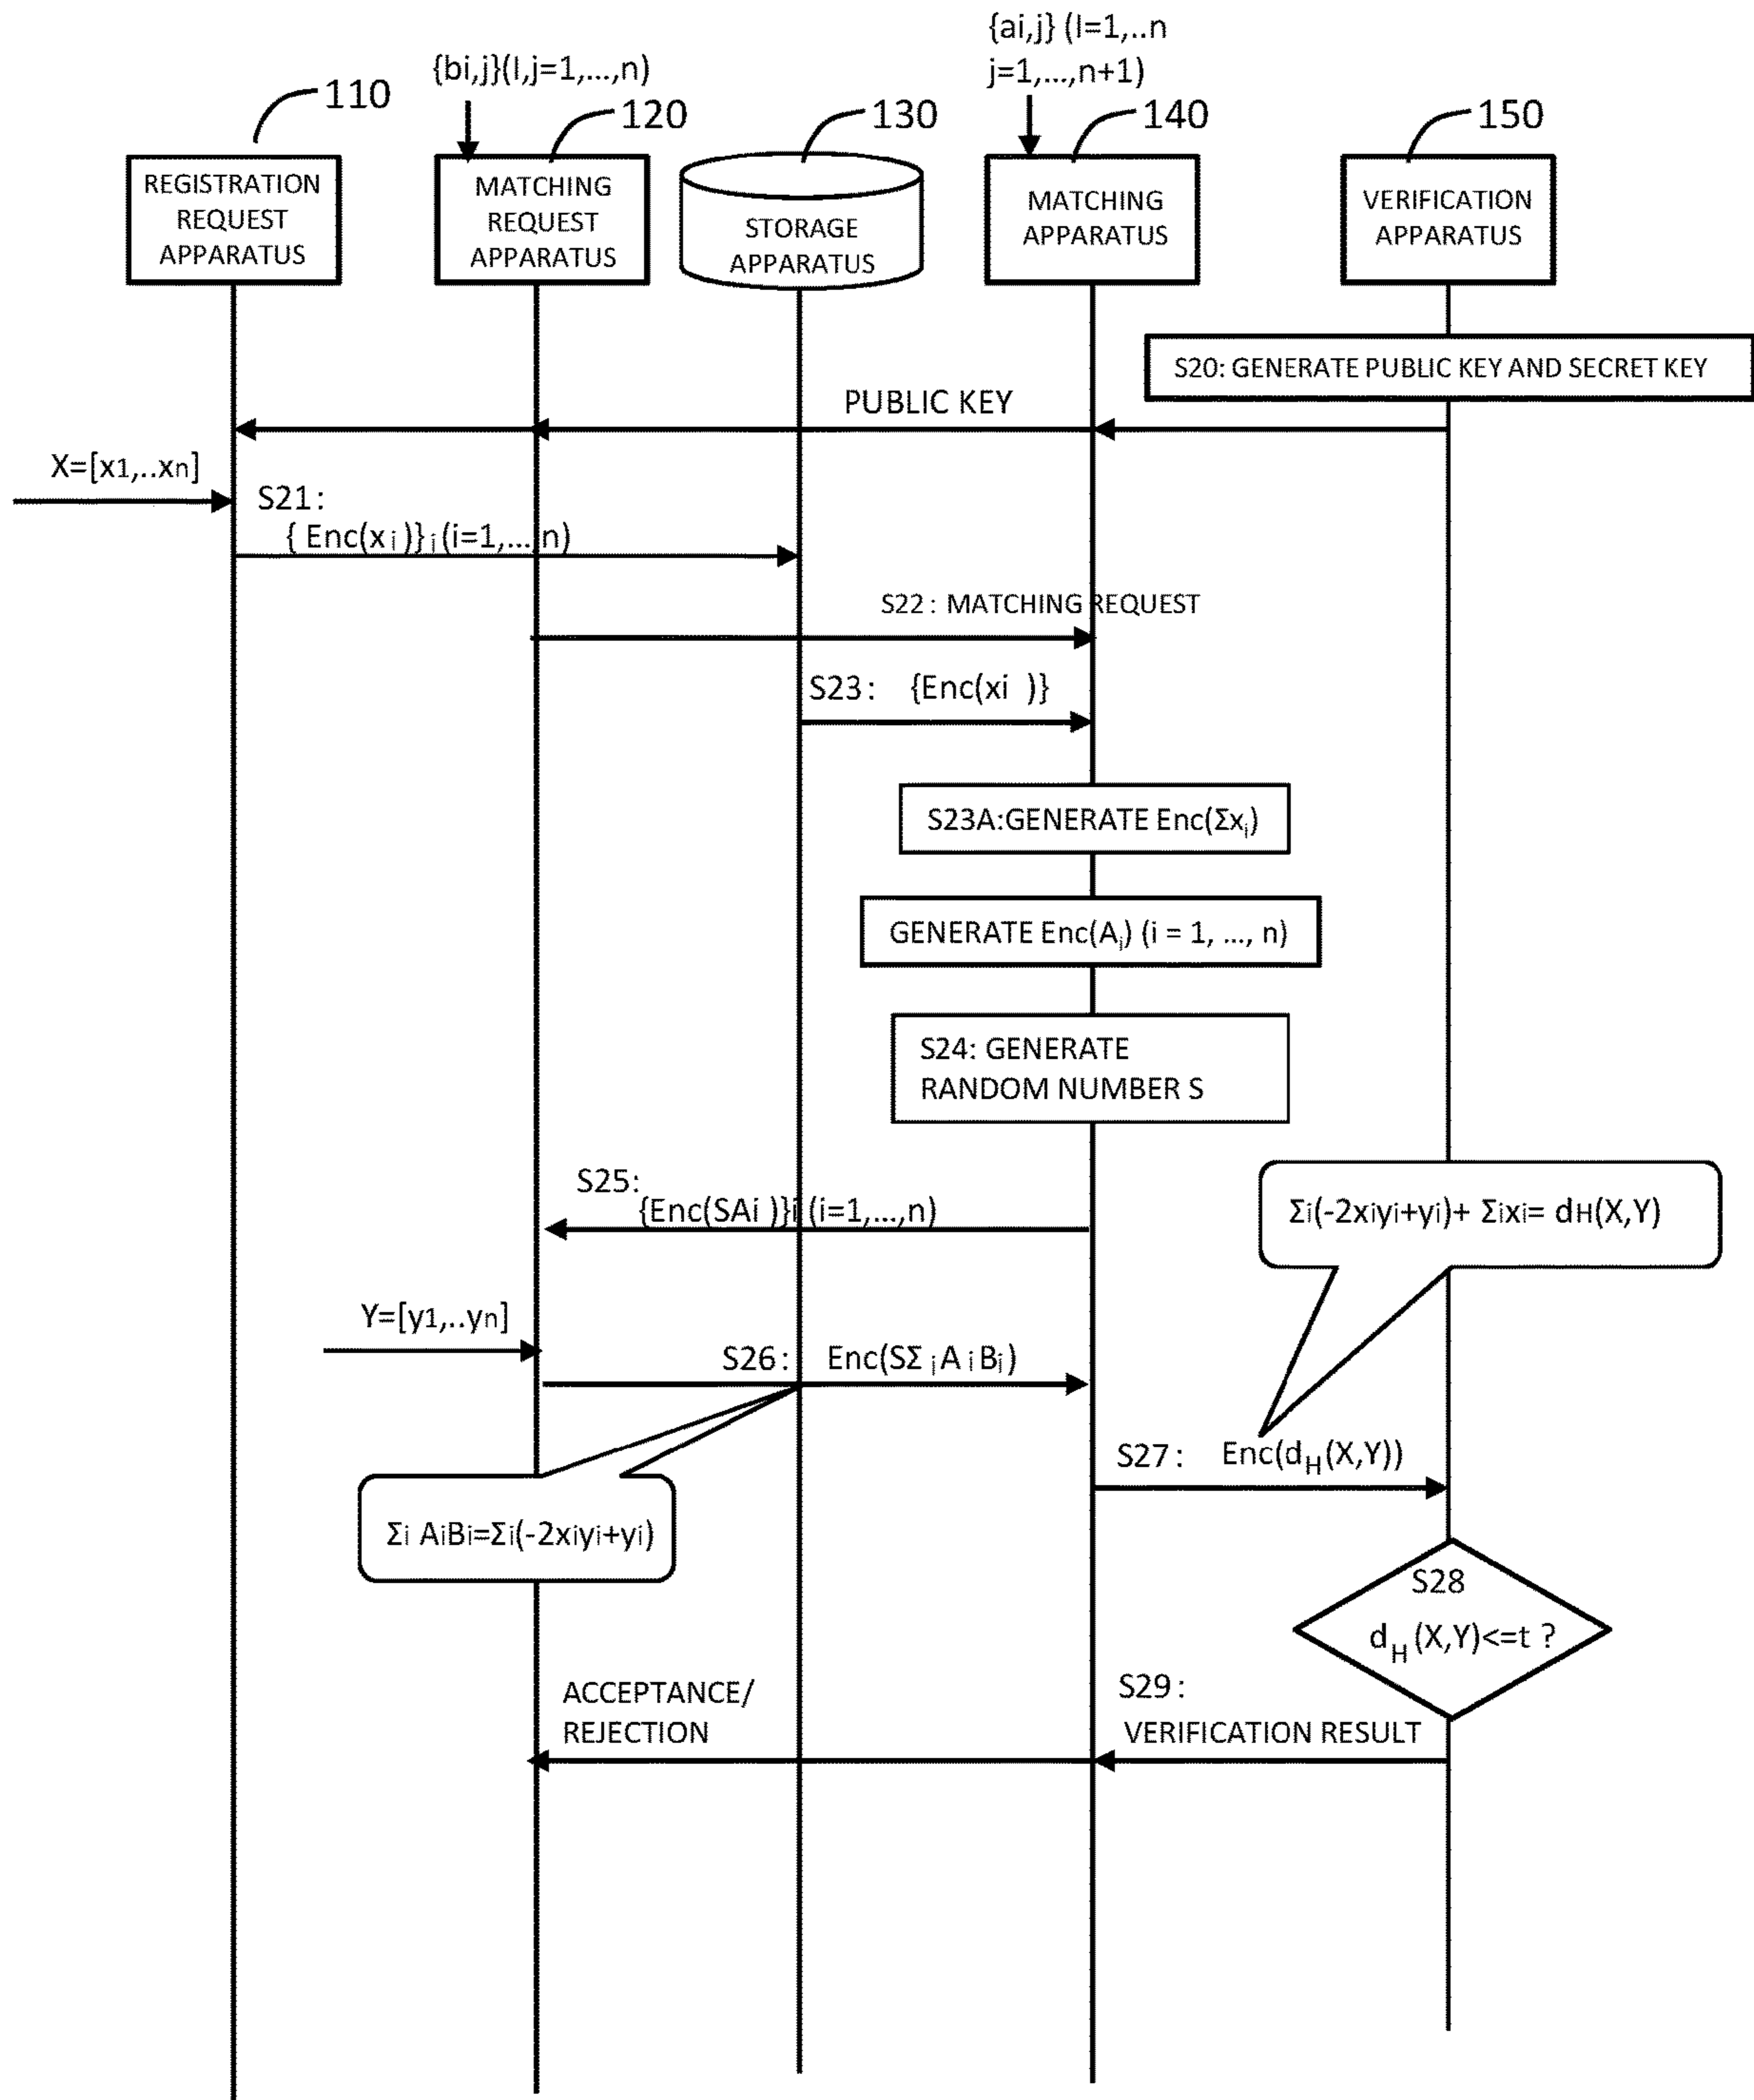 {ai,j} (I=1,..n
j=1,...,n+1)
{bi,j}(I,j=1,...,n)
110
120
130
140
150
REGISTRATION
REQUEST
APPARATUS
MATCHING
REQUEST
APPARATUS
STORAGE
APPARATUS
MATCHING
APPARATUS
VERIFICATION
APPARATUS
S20: GENERATE PUBLIC KEY AND SECRET KEY
PUBLIC KEY
X=[x1,..xn]
S21:
{ Enc(xi)}i (i=1,...,n)
S22: MATCHING REQUEST
S23: {Enc(xi )}
S23A:GENERATE Enc(Σxi)
GENERATE Enc(Ai) (i = 1, ..., n)
S24: GENERATE
RANDOM NUMBER S
S25:
{Enc(SAi )}i (i=1,...,n)
Σi(-2xiyi+yi)+ Σixi= dH(X,Y)
Y=[y1,..yn]
S26: Enc(SΣiAiBi)
S27: Enc(dH(X,Y))
Σi AiBi=Σi(-2xiyi+yi)
S28
dH(X,Y)<=t ?
S29:
VERIFICATION RESULT
ACCEPTANCE/
REJECTION